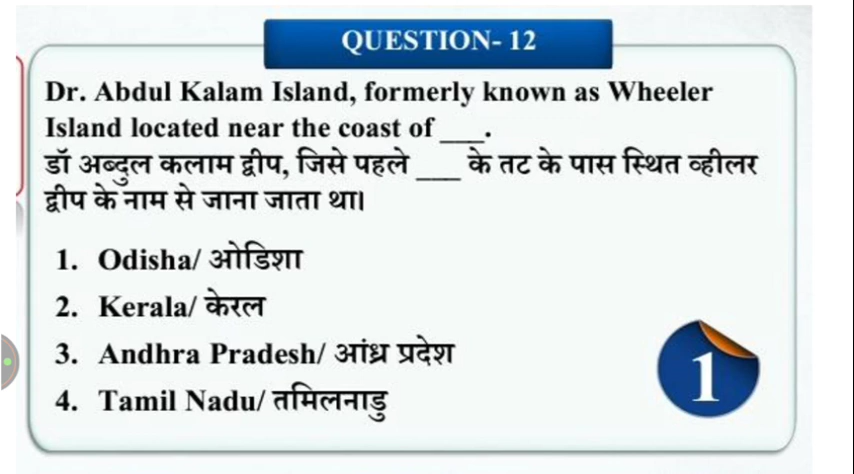 QUESTION- 12
Dr. Abdul Kalam Island, formerly known as Wheeler
Island located near the coast of ___.
डॉ अब्दुल कलाम द्वीप, जिसे पहले ___ के तट के पास स्थित व्हीलर
द्वीप के नाम से जाना जाता था।
1. Odisha/ ओडिशा
2. Kerala/ केरल
3. Andhra Pradesh/ आंध्र प्रदेश
4. Tamil Nadu/ तमिलनाडु
1